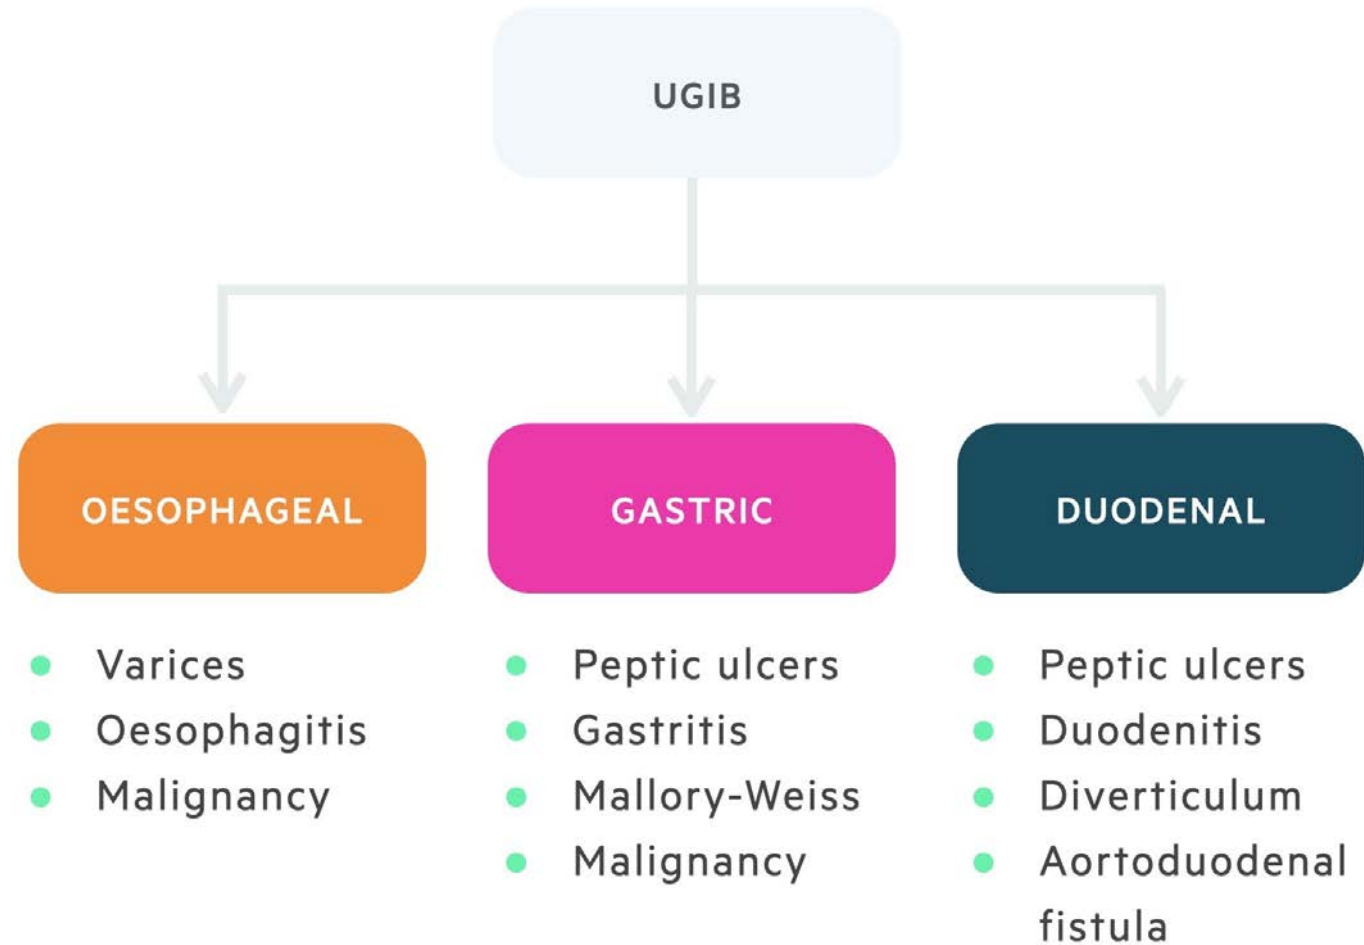 UGIB
OESOPHAGEAL
Varices
Oesophagitis
Malignancy
GASTRIC
Peptic ulcers
Gastritis
Mallory-Weiss
Malignancy
DUODENAL
Peptic ulcers
Duodenitis
Diverticulum
Aortoduodenal
fistula